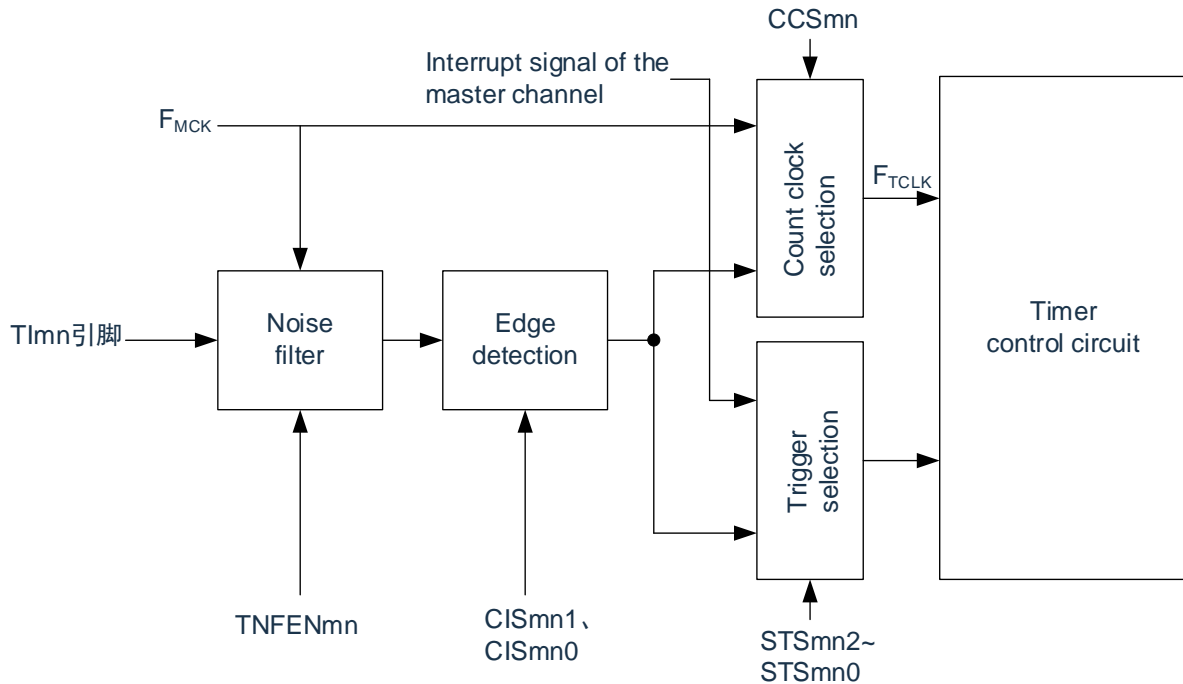 CCSmn
Interrupt signal of the
master channel
FMCK
Count clock
selection
FTCLK
Timer
control circuit
TImn引脚
Noise
filter
Edge
detection
Trigger
selection
TNFENmn
CISmn1、
CISmn0
STSmn2~
STSmn0